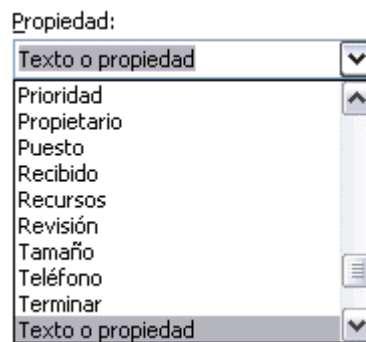 Propiedad:
Texto o propiedad
Prioridad
Propietario
Puesto
Recibido
Recursos
Revisión
Tamaño
Teléfono
Terminar
Texto o propiedad